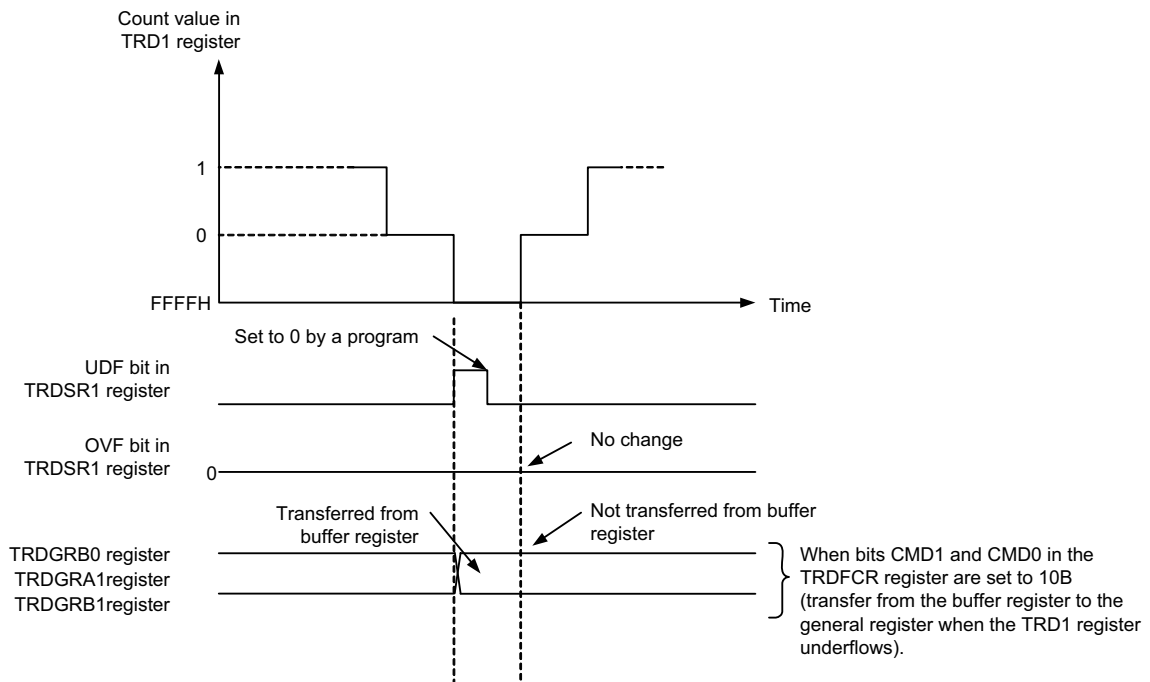 Count value in
TRD1 register
1
0
FFFFH
Time
Set to 0 by a program
UDF bit in
TRDSR1 register
OVF bit in
TRDSR1 register
0
No change
Transferred from
buffer register
Not transferred from buffer
register
TRDGRB0 register
TRDGRA1register
TRDGRB1register
When bits CMD1 and CMD0 in the
TRDFCR register are set to 10B
(transfer from the buffer register to the
general register when the TRD1 register
underflows).